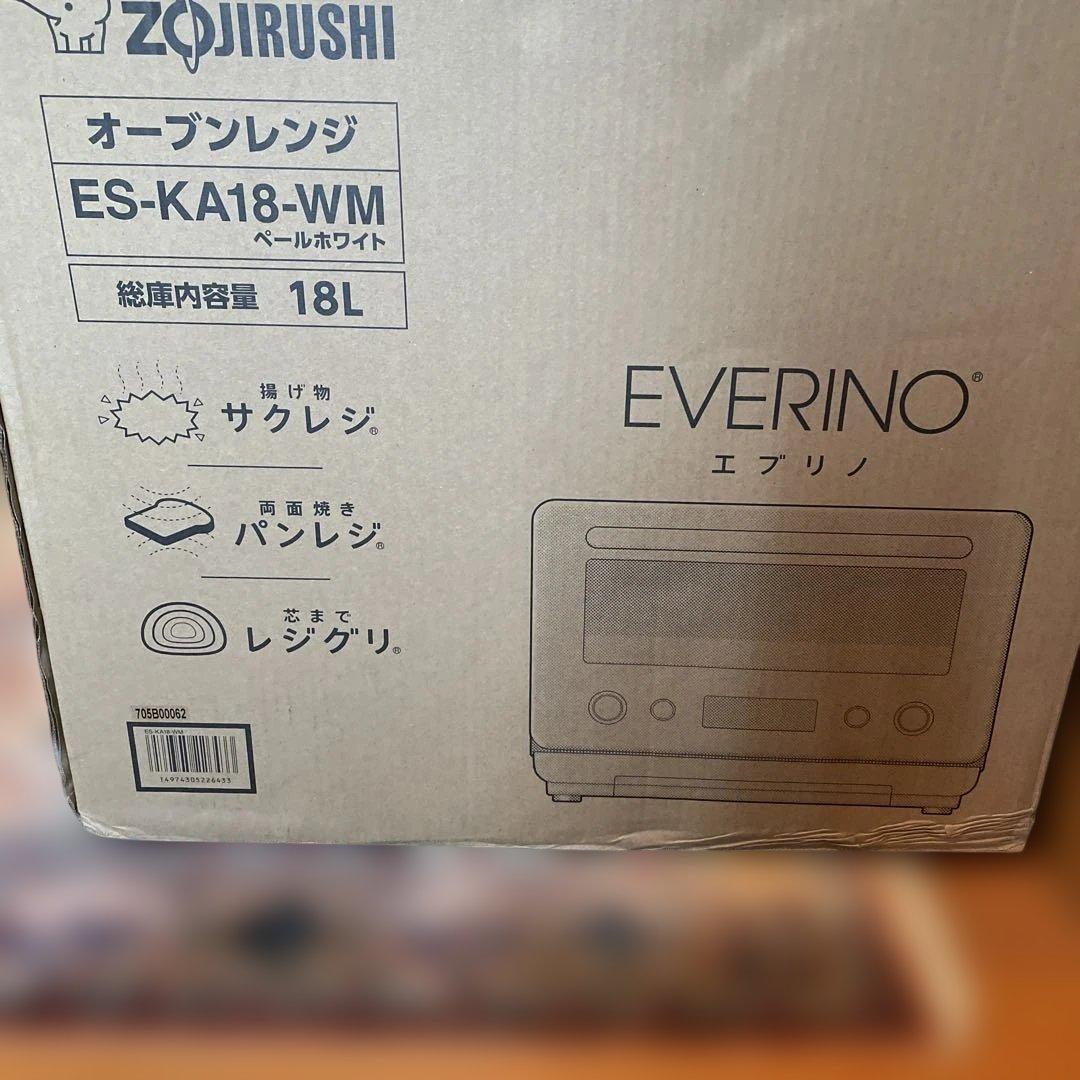 ZOJIRUSHI
オーブンレンジ
ES-KA18-WM
ペールホワイト
総庫内容量 18L
揚げ物
サクレジ®
両面焼き
パンレジ®
芯まで
レジグリ®
705B00062
ES-KA18-WM
T4974305226433
EVERINO®
エブリノ